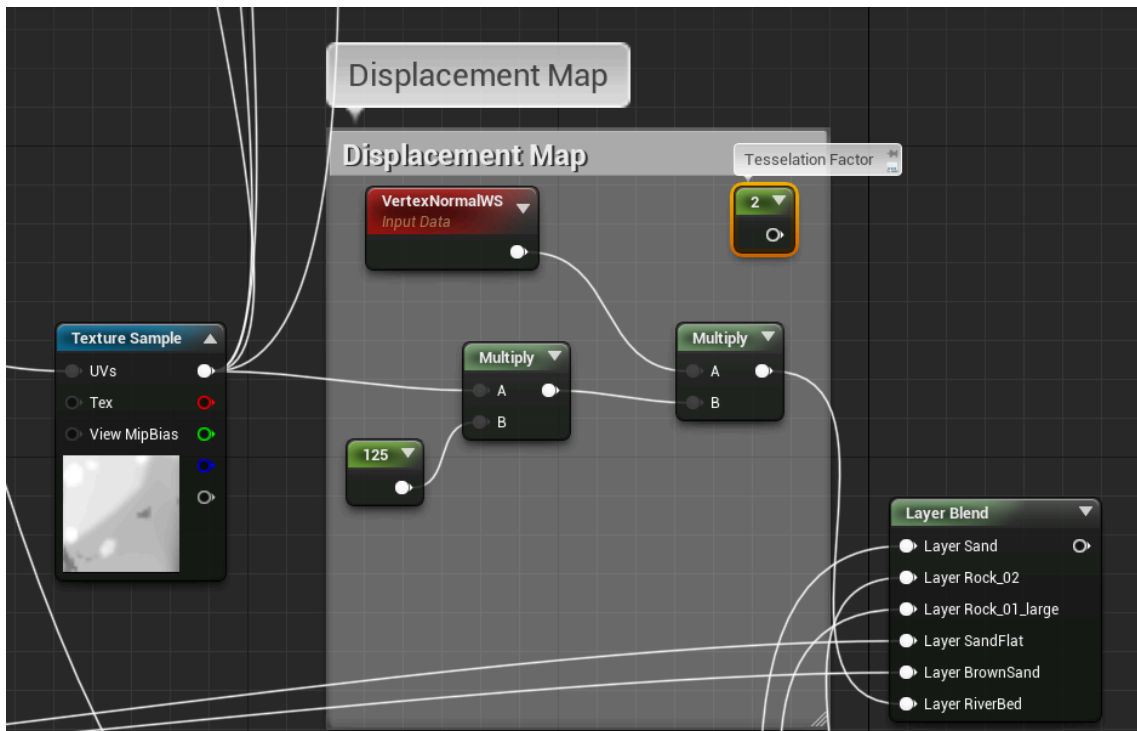 Displacement Map
Displacement Map
Tesselation Factor
VertexNormalWS
Input Data
2
Texture Sample
UVs
Tex
View MipBias
Multiply
A
B
Multiply
A
B
125
Layer Blend
Layer Sand
Layer Rock_02
Layer Rock_01_large
Layer SandFlat
Layer BrownSand
Layer RiverBed